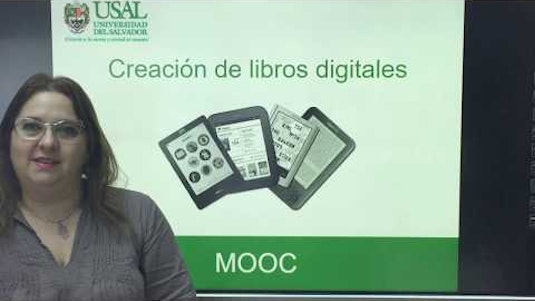 USAL
UNIVERSIDAD
DEL SALVADOR
Creación de libros digitales
MOOC